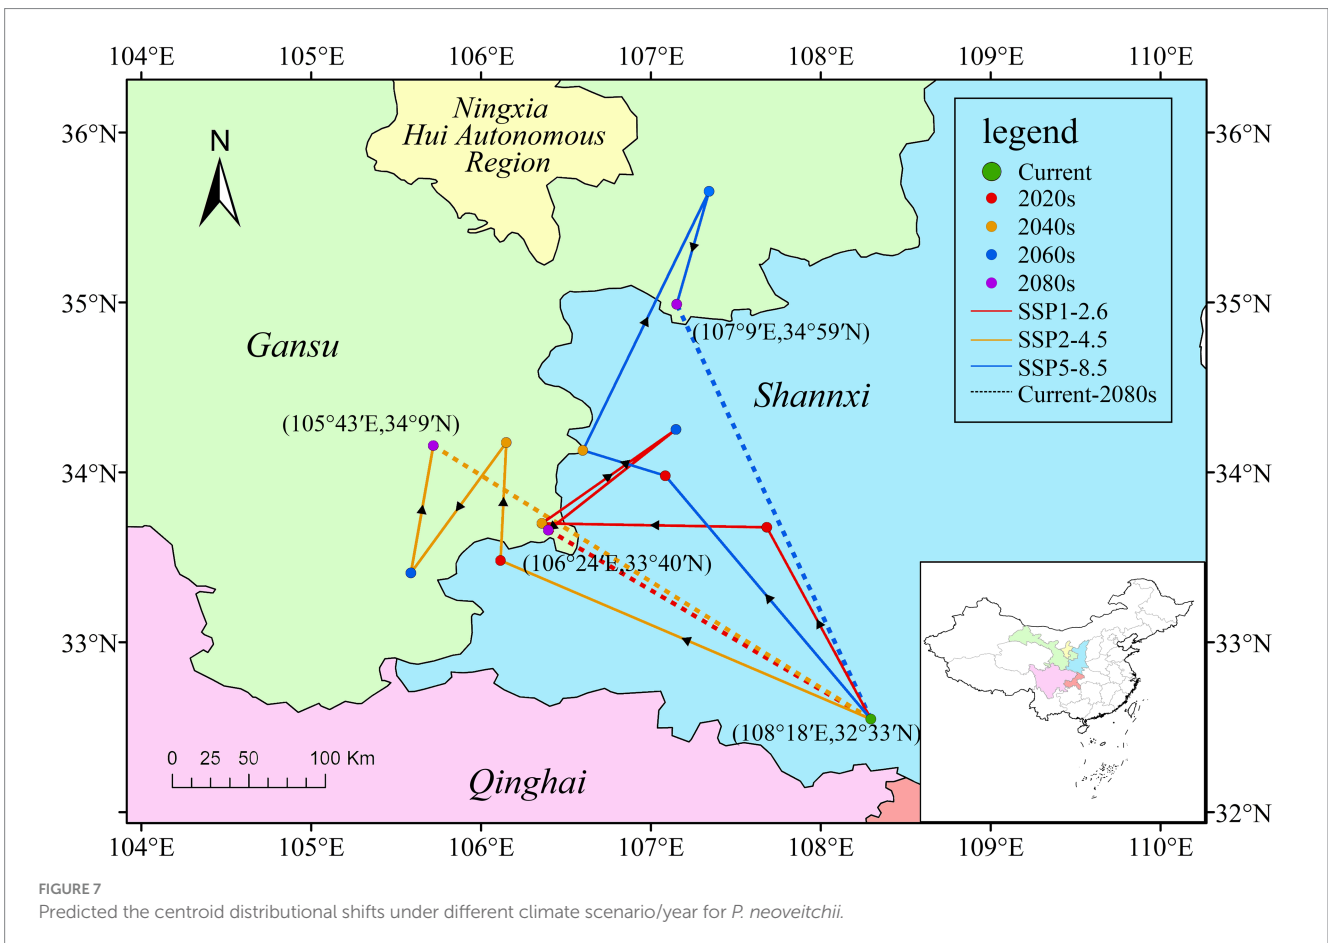 104°E 105°E 106°E 107°E 108°E 109°E 110°E
36°N
36°N
35°N
35°N
34°N
34°N
33°N
33°N
32°N
N
Ningxia
Hui Autonomous
Region
legend
Current
2020s
2040s
2060s
2080s
SSP1-2.6
SSP2-4.5
SSP5-8.5
Current-2080s
Gansu
(107°9′E,34°59′N)
Shannxi
(105°43′E,34°9′N)
(106°24′E,33°40′N)
(108°18′E,32°33′N)
0 25 50 100 Km
Qinghai
104°E 105°E 106°E 107°E 108°E 109°E 110°E
FIGURE 7
Predicted the centroid distributional shifts under different climate scenario/year for P. neoveitchii.